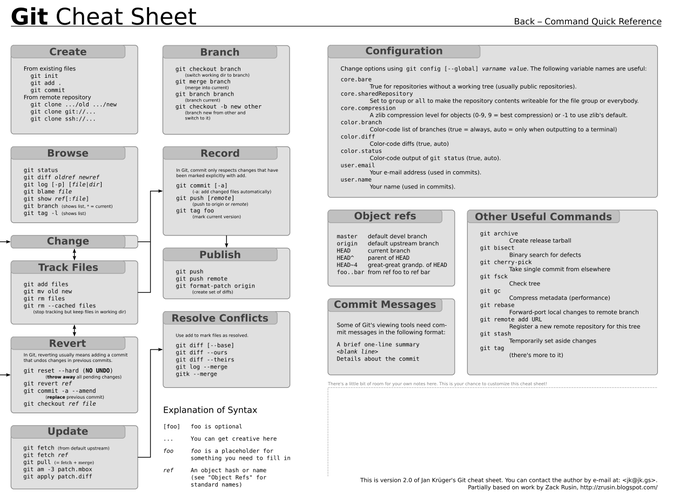 Git Cheat Sheet
Back – Command Quick Reference
Create
From existing files
git init
git add .
git commit
From remote repository
git clone .../old .../new
git clone git://...
git clone ssh://...
Browse
git status
git diff oldref newref
git log [-p] [file|dir]
git blame file
git show ref[:file]
git branch (shows list, * = current)
git tag -l (shows list)
Change
Track Files
git add files
git mv old new
git rm files
git rm --cached files
(stop tracking but keep files in working dir)
Revert
In Git, reverting usually means adding a commit
that undos changes in previous commits.
git reset --hard (NO UNDO)
(throw away all pending changes)
git revert ref
git commit -a --amend
(replace previous commit)
git checkout ref file
Update
git fetch (from default upstream)
git fetch ref
git pull (= fetch + merge)
git am -3 patch.mbox
git apply patch.diff
Branch
git checkout branch
(switch working dir to branch)
git merge branch
(merge into current)
git branch branch
(branch current)
git checkout -b new other
(branch new from other and
switch to it)
Record
In Git, commit only respects changes that have
been marked explicitly with add.
git commit [-a]
(-a: add changed files automatically)
git push [remote]
(push to origin or remote)
git tag foo
(mark current version)
Publish
git push
git push remote
git format-patch origin
(create set of diffs)
Resolve Conflicts
Use add to mark files as resolved.
git diff [--base]
git diff --ours
git diff --theirs
git log --merge
gitk --merge
Explanation of Syntax
[foo] foo is optional
... You can get creative here
foo foo is a placeholder for
something you need to fill in
ref An object hash or name
(see "Object Refs" for
standard names)
Configuration
Change options using git config [--global] varname value. The following variable names are useful:
core.bare
True for repositories without a working tree (usually public repositories).
core.sharedRepository
Set to group or all to make the repository contents writeable for the file group or everybody.
core.compression
A zlib compression level for objects (0-9, 9 = best compression) or -1 to use zlib's default.
color.branch
Color-code list of branches (true = always, auto = only when outputting to a terminal)
color.diff
Color-code diffs (true, auto)
color.status
Color-code output of git status (true, auto).
user.email
Your e-mail address (used in commits).
user.name
Your name (used in commits).
Object refs
master default devel branch
origin default upstream branch
HEAD current branch
HEAD^ parent of HEAD
HEAD~4 great-great grandp. of HEAD
foo..bar from ref foo to ref bar
Commit Messages
Some of Git's viewing tools need com-
mit messages in the following format:
A brief one-line summary
<blank line>
Details about the commit
Other Useful Commands
git archive
Create release tarball
git bisect
Binary search for defects
git cherry-pick
Take single commit from elsewhere
git fsck
Check tree
git gc
Compress metadata (performance)
git rebase
Forward-port local changes to remote branch
git remote add URL
Register a new remote repository for this tree
git stash
Temporarily set aside changes
git tag
(there's more to it)
There's a little bit of room for your own notes here. This is your chance to customize this cheat sheet!
This is version 2.0 of Jan Krüger's Git cheat sheet. You can contact the author by e-mail at: <jk@jk.gs>.
Partially based on work by Zack Rusin, http://zrusin.blogspot.com/